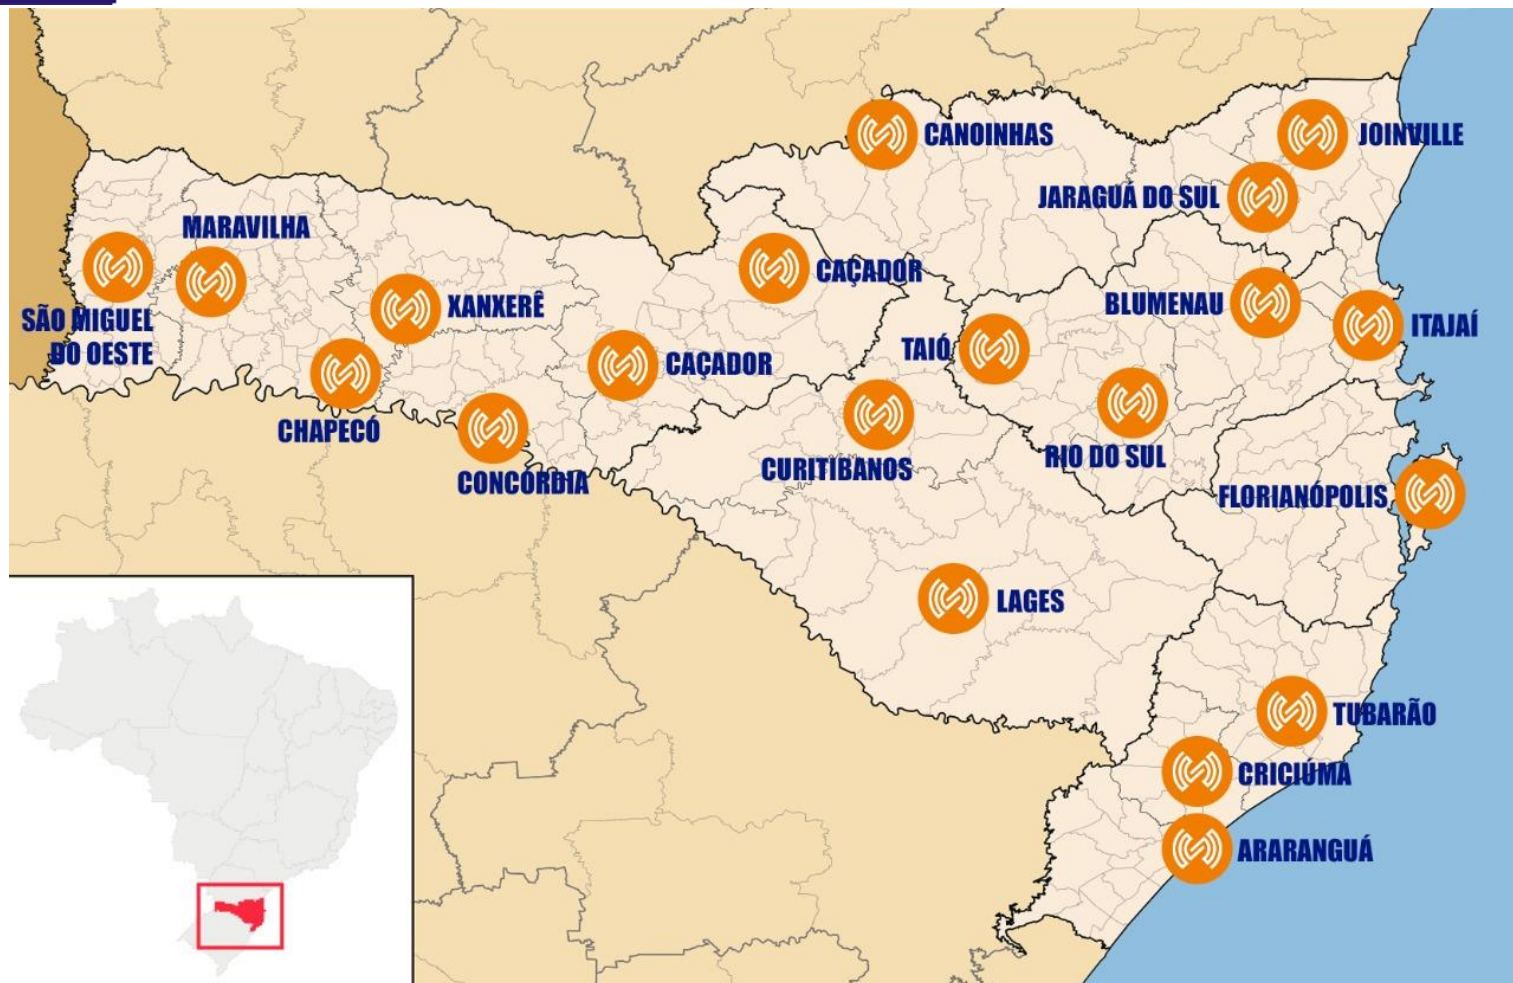 CANOINHAS
JOINVILLE
JARAGUÁ DO SUL
MARAVILHA
CAÇADOR
XANXERÊ
BLUMENAU
SÃO MIGUEL
DO OESTE
ITAJAÍ
TAIÓ
CAÇADOR
CHAPECÓ
RIO DO SUL
CURITIBANOS
CONCÓRDIA
FLORIANÓPOLIS
LAGES
TUBARÃO
CRICIÚMA
ARARANGUÁ